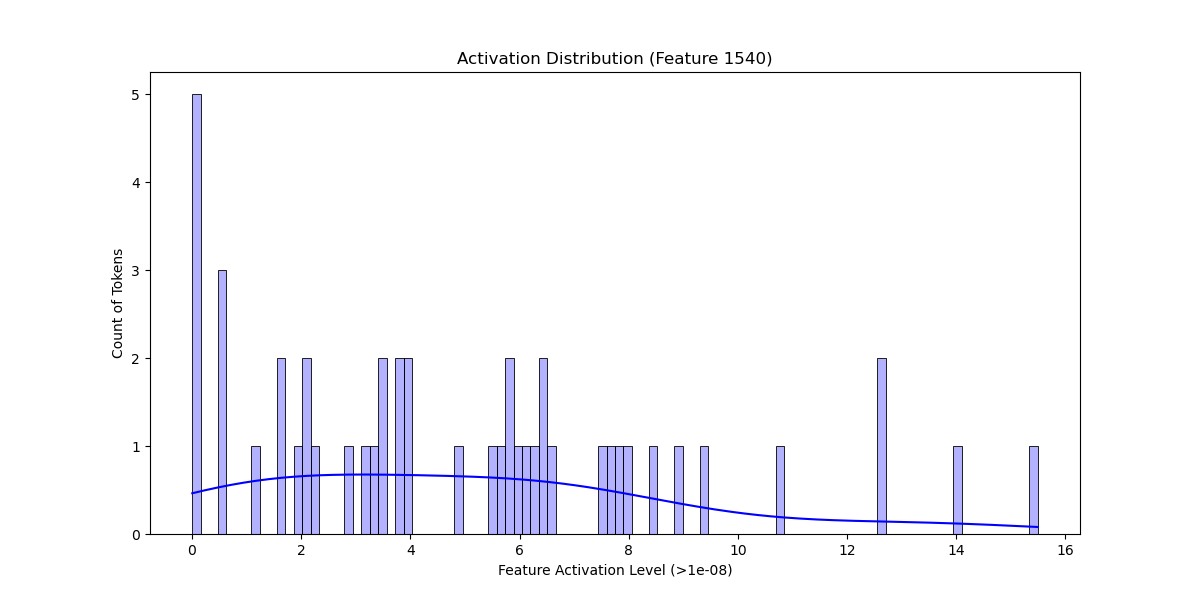 Activation Distribution (Feature 1540)
5
4
3
2
1
0
Count of Tokens
0 2 4 6 8 10 12 14 16
Feature Activation Level (>1e-08)